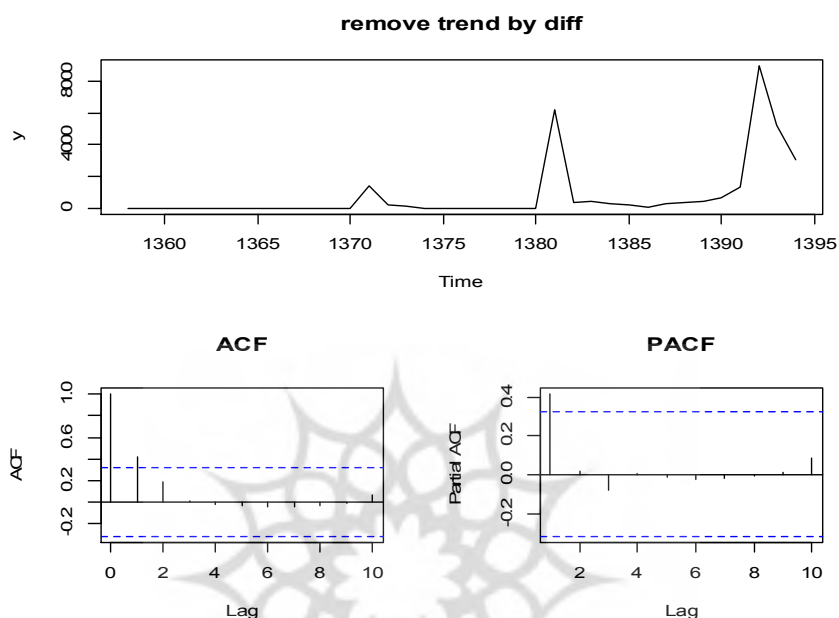 remove trend by diff
y
8000
4000
0
1360 1365 1370 1375 1380 1385 1390 1395
Time
ACF
ACF
1.0
0.6
0.2
-0.2
0 2 4 6 8 10
Lag
PACF
Partial ACF
0.4
0.2
0.0
-0.2
2 4 6 8 10
Lag